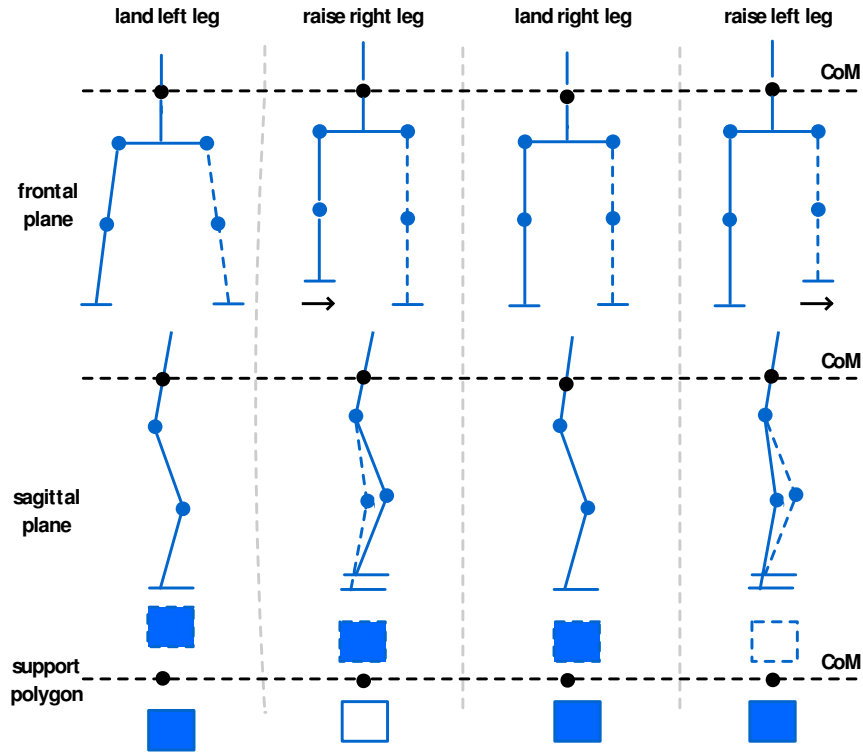 land left leg
raise right leg
land right leg
raise left leg
CoM
frontal
plane
CoM
sagittal
plane
support
polygon
CoM